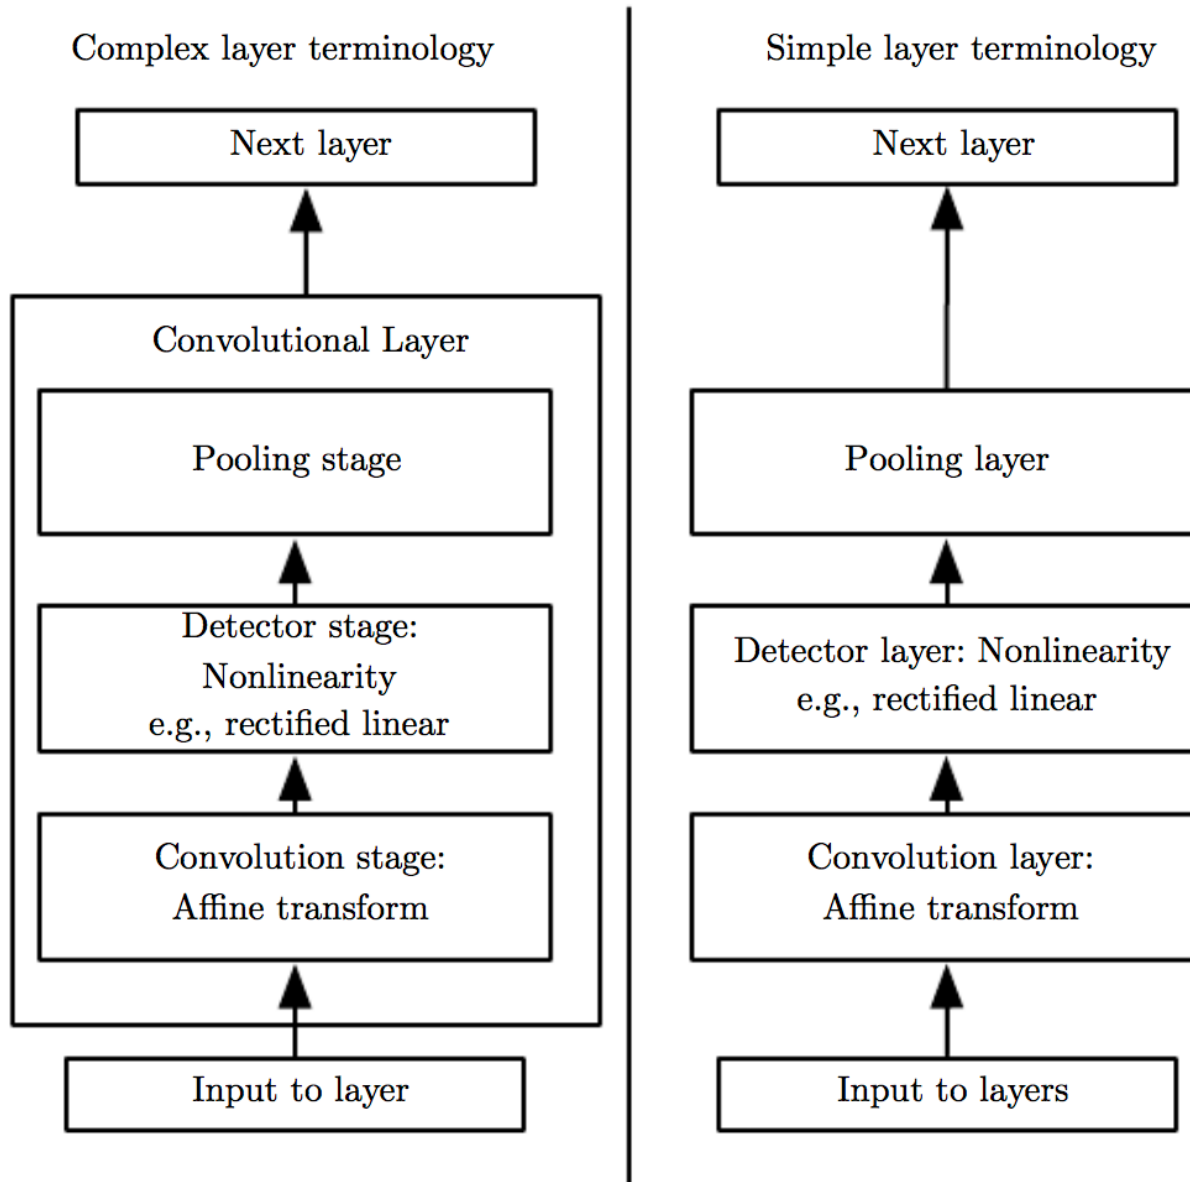 Complex layer terminology
Next layer
Convolutional Layer
Pooling stage
Detector stage:
Nonlinearity
e.g., rectified linear
Convolution stage:
Affine transform
Input to layer
Simple layer terminology
Next layer
Pooling layer
Detector layer: Nonlinearity
e.g., rectified linear
Convolution layer:
Affine transform
Input to layers